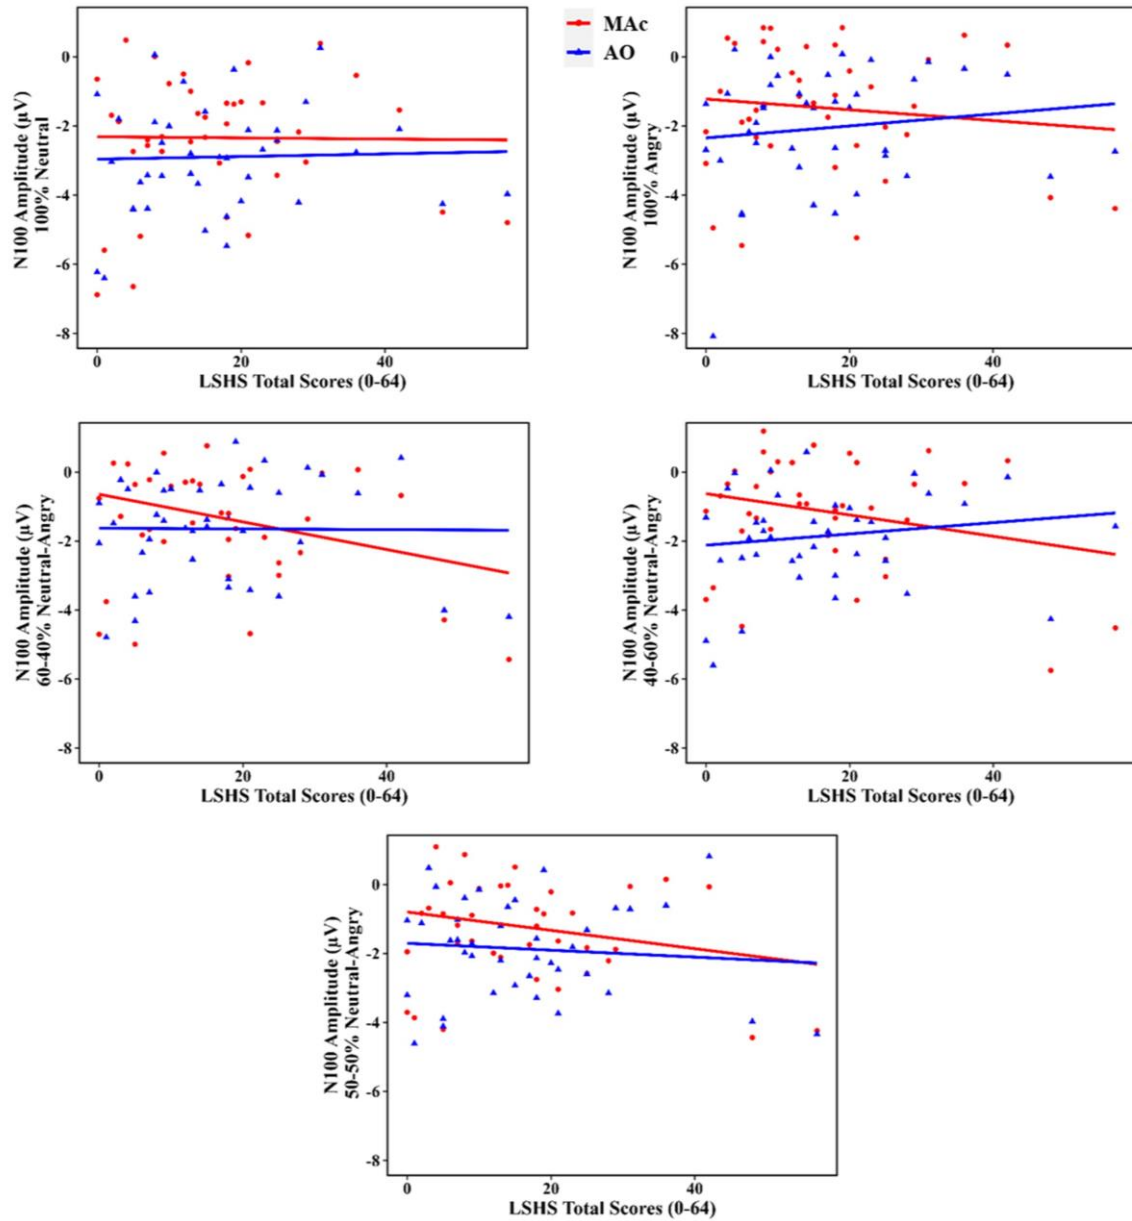 MAc
AO
0
-2
-4
-6
-8
N100 Amplitude (µV)
100% Neutral
0
20
40
LSHS Total Scores (0-64)
0
-2
-4
-6
-8
N100 Amplitude (µV)
100% Angry
0
20
40
LSHS Total Scores (0-64)
0
-2
-4
-6
-8
N100 Amplitude (µV)
60-40% Neutral-Angry
0
20
40
LSHS Total Scores (0-64)
0
-2
-4
-6
-8
N100 Amplitude (µV)
40-60% Neutral-Angry
0
20
40
LSHS Total Scores (0-64)
0
-2
-4
-6
-8
N100 Amplitude (µV)
50-50% Neutral-Angry
0
20
40
LSHS Total Scores (0-64)